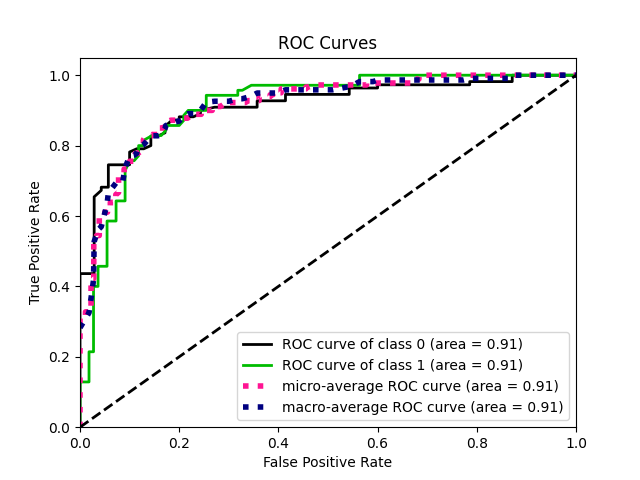 ROC Curves
1.0
0.8
0.6
0.4
0.2
0.0
True Positive Rate
ROC curve of class 0 (area = 0.91)
ROC curve of class 1 (area = 0.91)
micro-average ROC curve (area = 0.91)
macro-average ROC curve (area = 0.91)
0.0 0.2 0.4 0.6 0.8 1.0
False Positive Rate